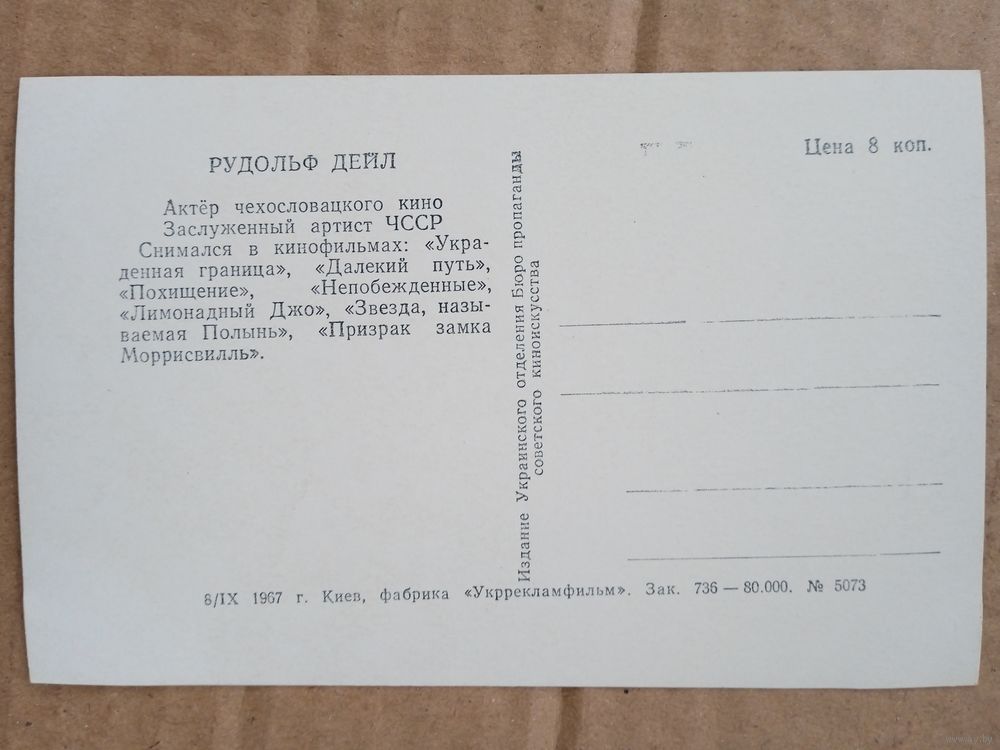 РУДОЛЬФ ДЕЙЛ
Актёр чехословацкого кино
Заслуженный артист ЧССР
Снимался в кинофильмах: «Укра-
денная граница», «Далекий путь»,
«Похищение», «Непобежденные»,
«Лимонадный Джо», «Звезда, назы-
ваемая Полынь», «Призрак замка
Моррисвилль».
Издание Украинского отделения Бюро пропаганды
советского киноискусства
Цена 8 коп.
8/IX 1967 г. Киев, фабрика «Укррекламфильм». Зак. 736 — 80.000. № 5073